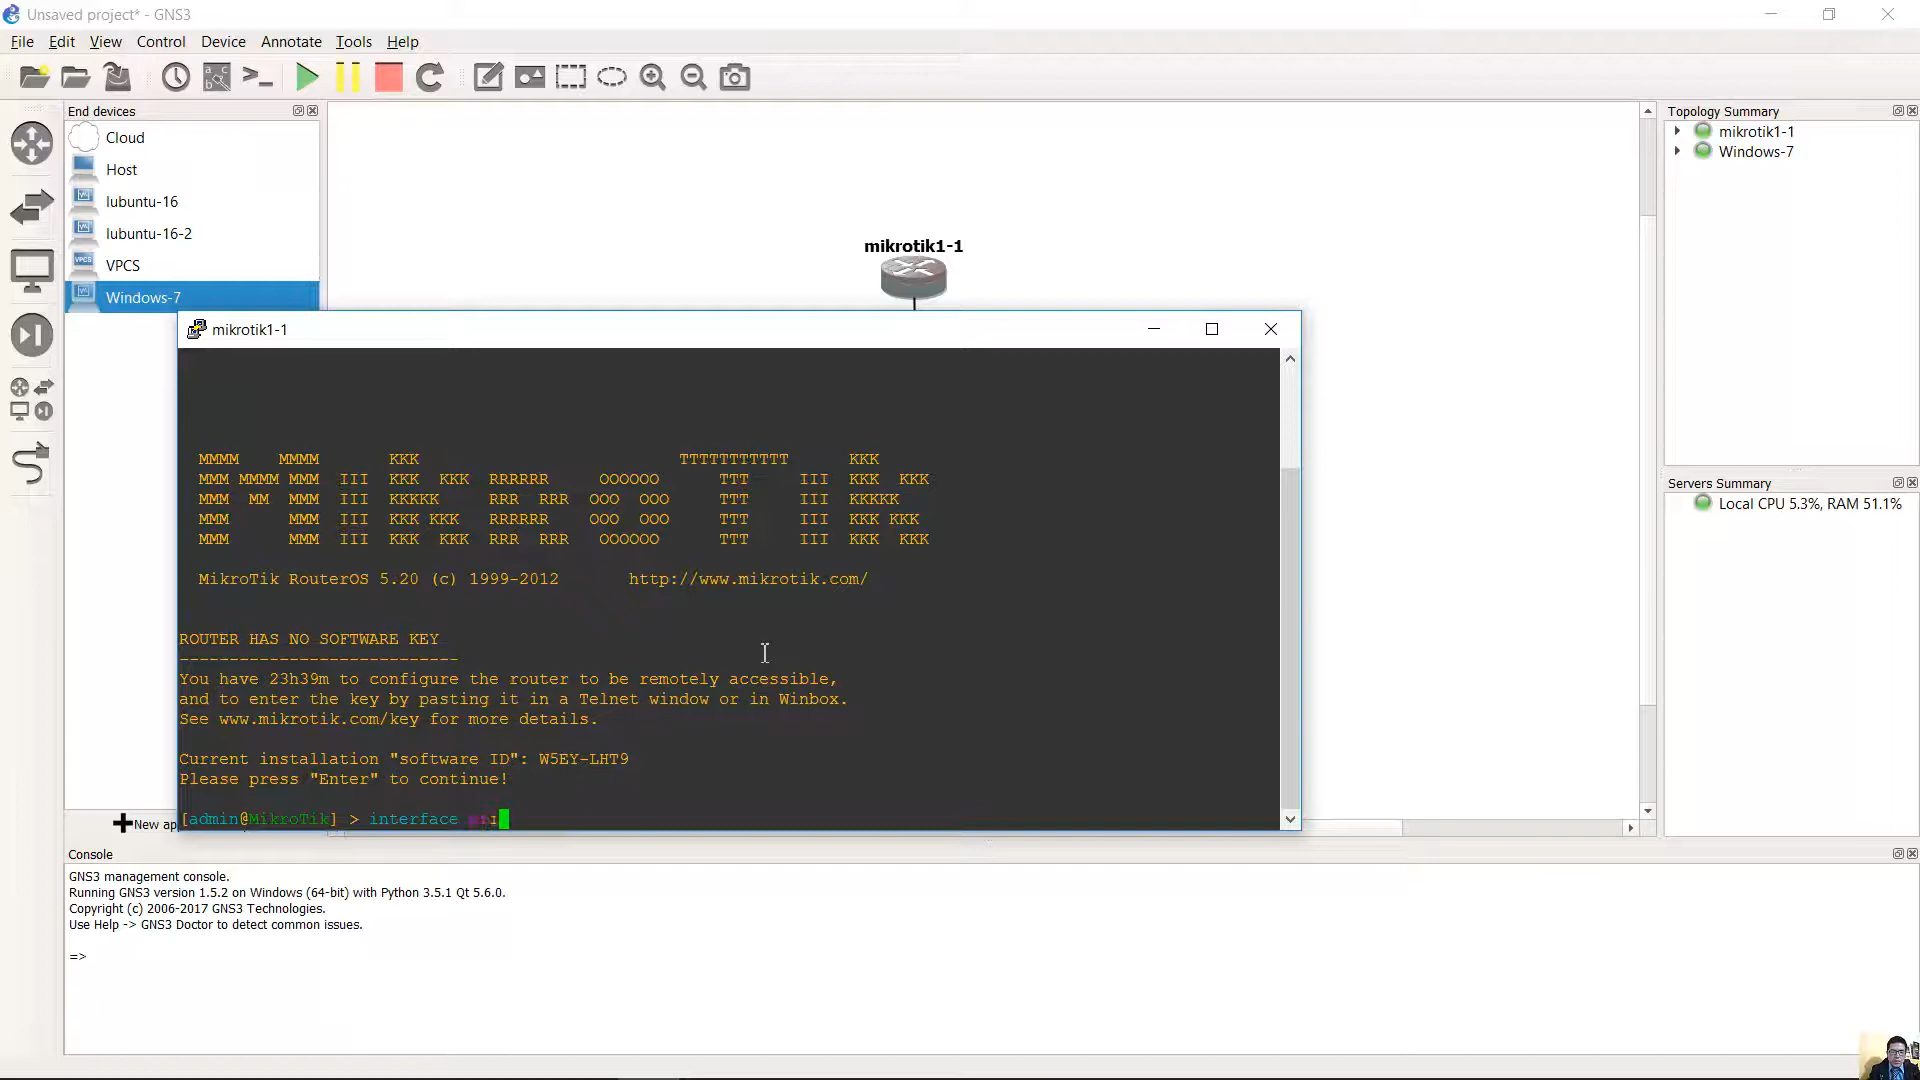 Unsaved project* - GNS3
File Edit View Control Device Annotate Tools Help
End devices
Cloud
Host
lubuntu-16
lubuntu-16-2
VPCS
Windows-7
mikrotik1-1
Topology Summary
mikrotik1-1
Windows-7
Servers Summary
Local CPU 5.3%, RAM 51.1%
mikrotik1-1
MMMM    MMMM       KKK                          TTTTTTTTTTT      KKK
MMM MMMM MMM  III  KKK  KKK  RRRRRR     OOOOOO      TTT     III  KKK  KKK
MMM  MM  MMM  III  KKKKK     RRR  RRR  OOO  OOO     TTT     III  KKKKK
MMM      MMM  III  KKK KKK   RRRRRR    OOO  OOO     TTT     III  KKK KKK
MMM      MMM  III  KKK  KKK  RRR  RRR   OOOOOO      TTT     III  KKK  KKK
MikroTik RouterOS 5.20 (c) 1999-2012       http://www.mikrotik.com/
ROUTER HAS NO SOFTWARE KEY
----------------------------
You have 23h39m to configure the router to be remotely accessible,
and to enter the key by pasting it in a Telnet window or in Winbox.
See www.mikrotik.com/key for more details.
Current installation "software ID": W5EY-LHT9
Please press "Enter" to continue!
[admin@MikroTik] > interface
New ap
Console
GNS3 management console.
Running GNS3 version 1.5.2 on Windows (64-bit) with Python 3.5.1 Qt 5.6.0.
Copyright (c) 2006-2017 GNS3 Technologies.
Use Help -> GNS3 Doctor to detect common issues.
=>